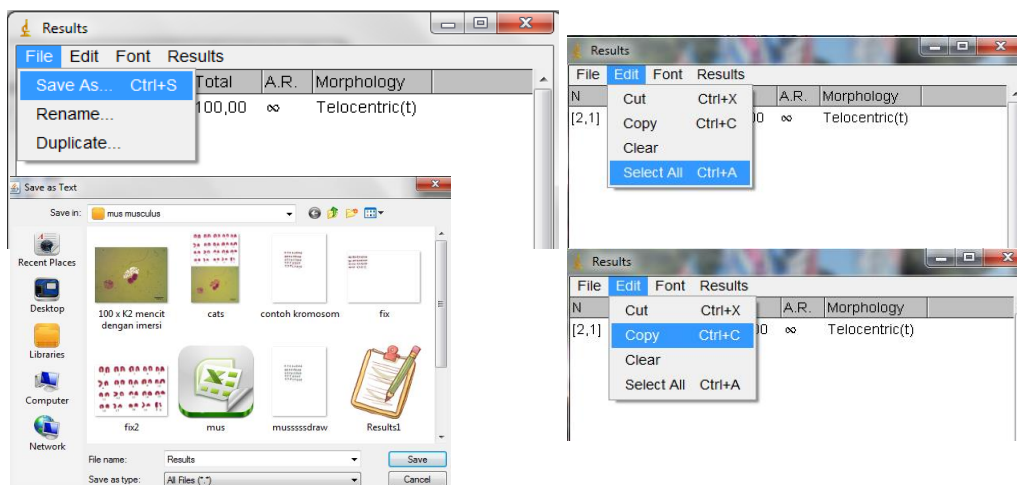 Results
File Edit Font Results
Save As... Ctrl+S
Rename...
Duplicate...
Total A.R. Morphology
100,00 ∞ Telocentric(t)
Save as Text
Save in: mus musculus
Recent Places
Desktop
Libraries
Computer
Network
100 x K2 mencit
dengan imersi
cats
contoh kromosom
fix
fix2
mus
musssssdraw
Results1
File name: Results Save
Save as type: All Files (*.*) Cancel
Results
File Edit Font Results
N A.R. Morphology
[2,1] 00 ∞ Telocentric(t)
Cut Ctrl+X
Copy Ctrl+C
Clear
Select All Ctrl+A
Results
File Edit Font Results
N A.R. Morphology
[2,1] 00 ∞ Telocentric(t)
Cut Ctrl+X
Copy Ctrl+C
Clear
Select All Ctrl+A